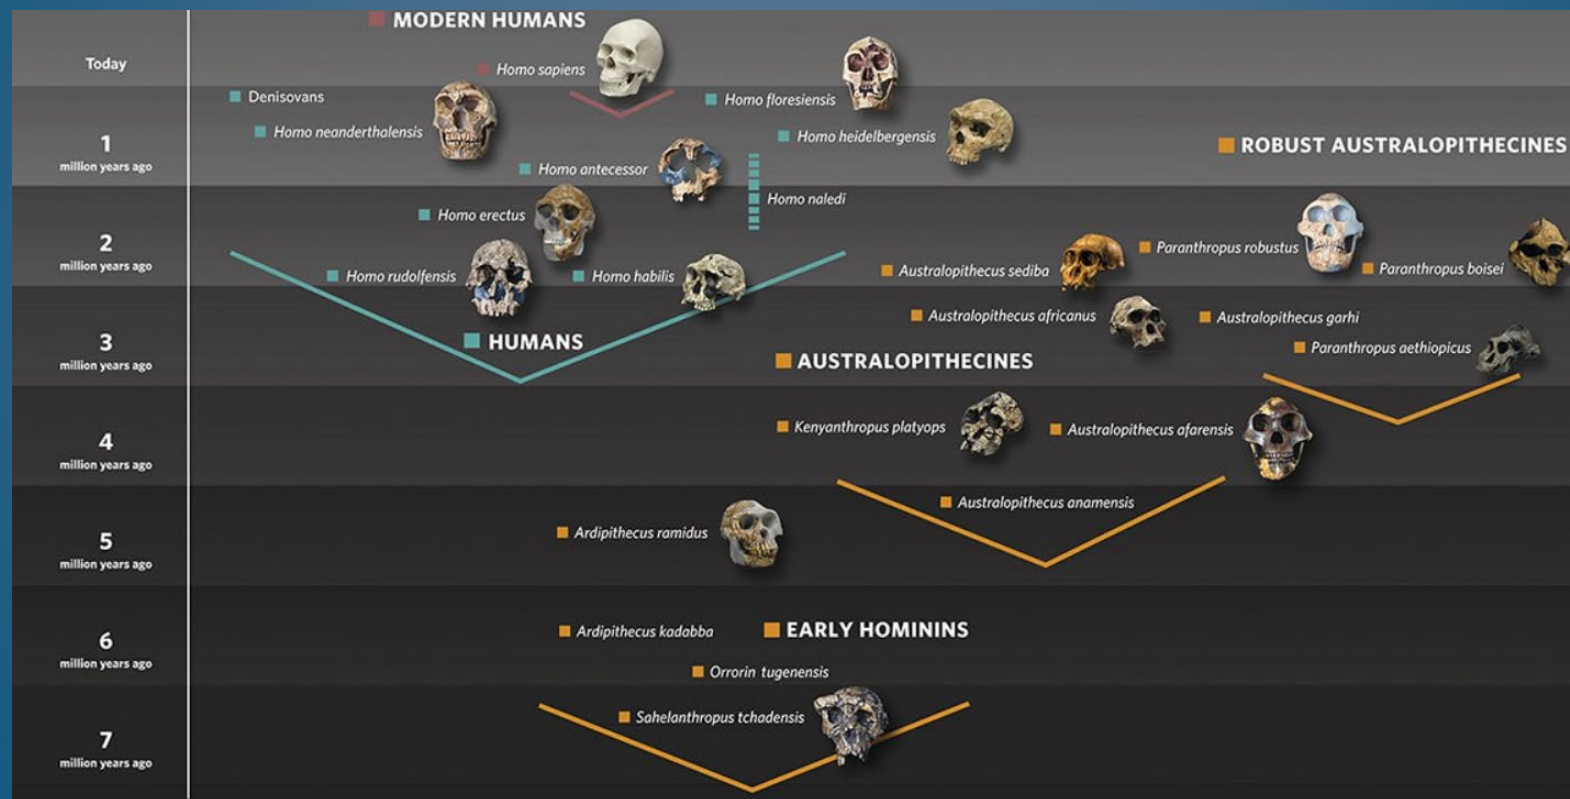 MODERN HUMANS
Today
Homo sapiens
Denisovans
Homo floresiensis
Homo neanderthalensis
Homo heidelbergensis
1
million years ago
ROBUST AUSTRALOPITHECINES
Homo antecessor
Homo naledi
Homo erectus
2
million years ago
Paranthropus robustus
Australopithecus sediba
Paranthropus boisei
Homo rudolfensis
Homo habilis
Australopithecus africanus
Australopithecus garhi
3
million years ago
HUMANS
Paranthropus aethiopicus
AUSTRALOPITHECINES
Kenyanthropus platyops
Australopithecus afarensis
4
million years ago
Australopithecus anamensis
Ardipithecus ramidus
5
million years ago
Ardipithecus kadabba
EARLY HOMININS
6
million years ago
Orrorin tugenensis
Sahelanthropus tchadensis
7
million years ago